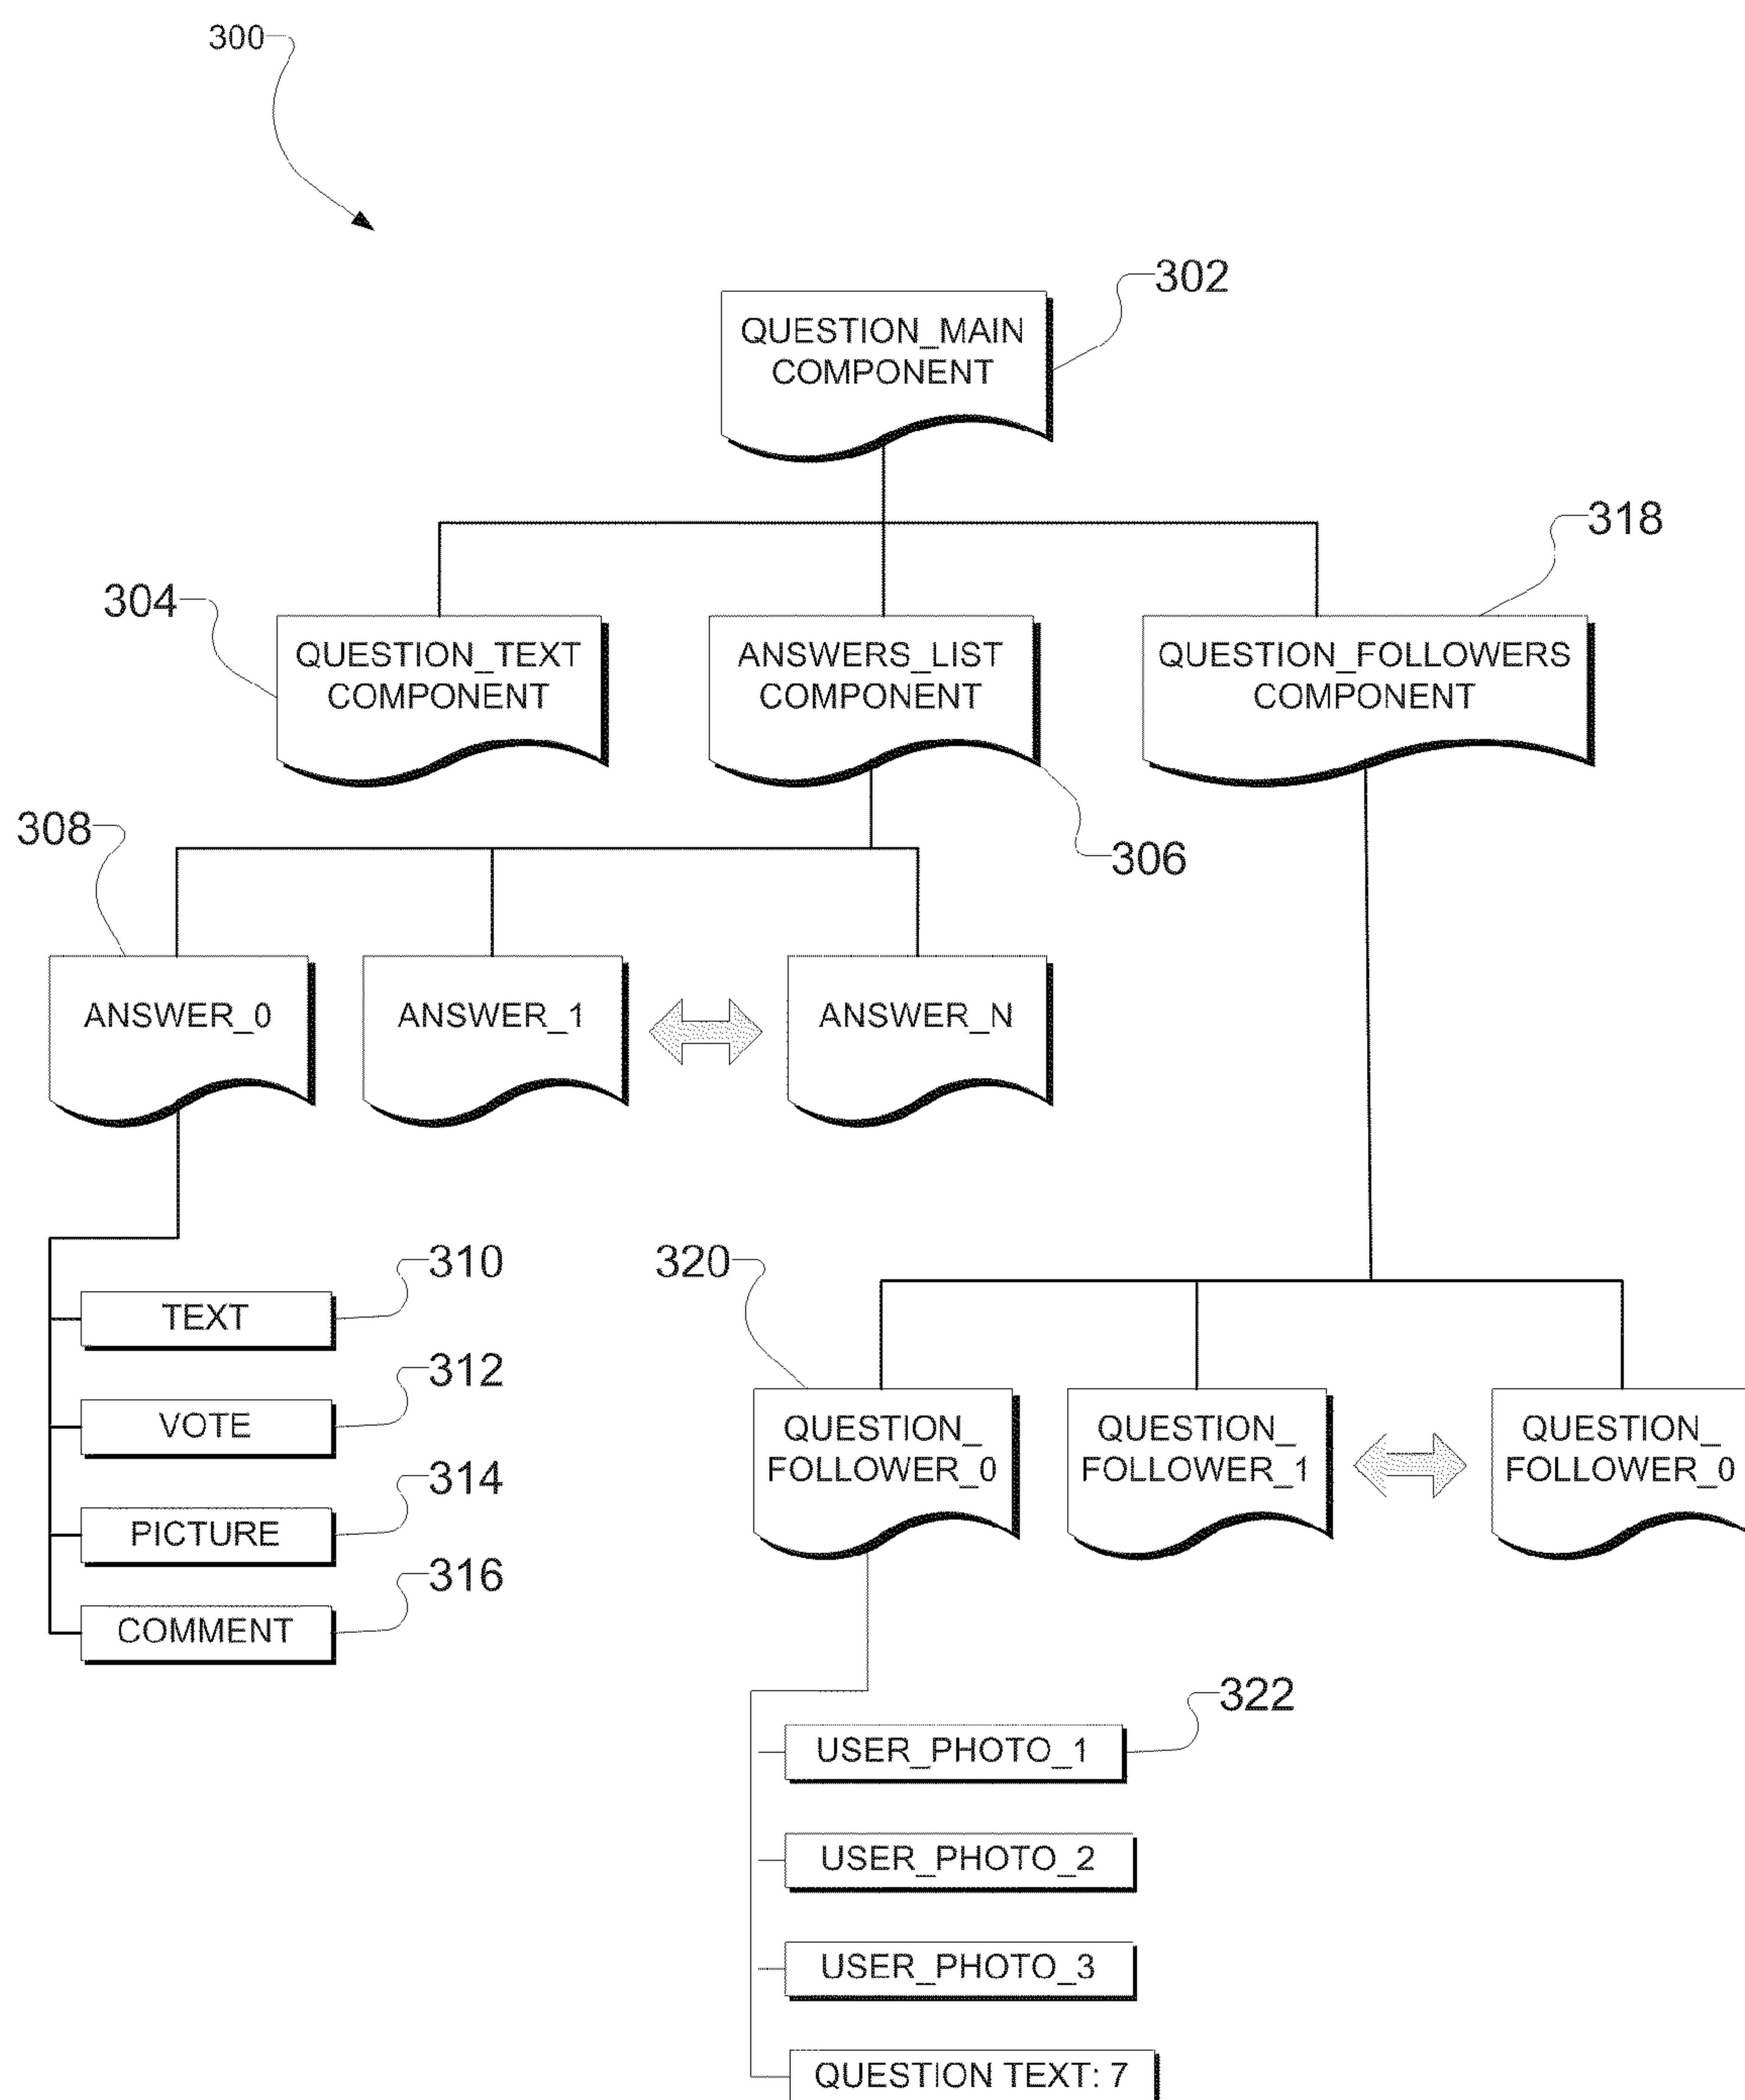 300
302
QUESTION_MAIN
COMPONENT
318
304
QUESTION_TEXT
COMPONENT
ANSWERS_LIST
COMPONENT
QUESTION_FOLLOWERS
COMPONENT
308
306
ANSWER_0
ANSWER_1
ANSWER_N
310
TEXT
312
VOTE
314
PICTURE
316
COMMENT
320
QUESTION_
FOLLOWER_0
QUESTION_
FOLLOWER_1
QUESTION_
FOLLOWER_0
322
USER_PHOTO_1
USER_PHOTO_2
USER_PHOTO_3
QUESTION TEXT: 7